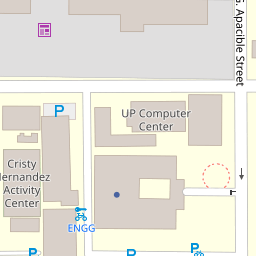 G. Apacible Street
P
UP Computer
Center
Cristy
Hernandez
Activity
Center
ENGG
P
P
P